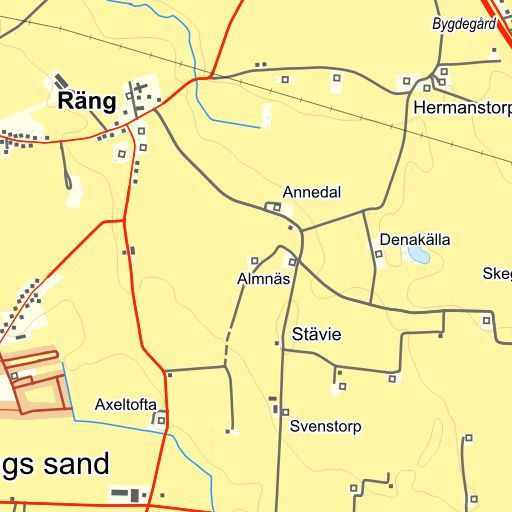 Bygdegård
Räng
Hermanstorp
Annedal
Denakälla
Almnäs
Skeg
Stävie
Axeltofta
Svenstorp
gs sand